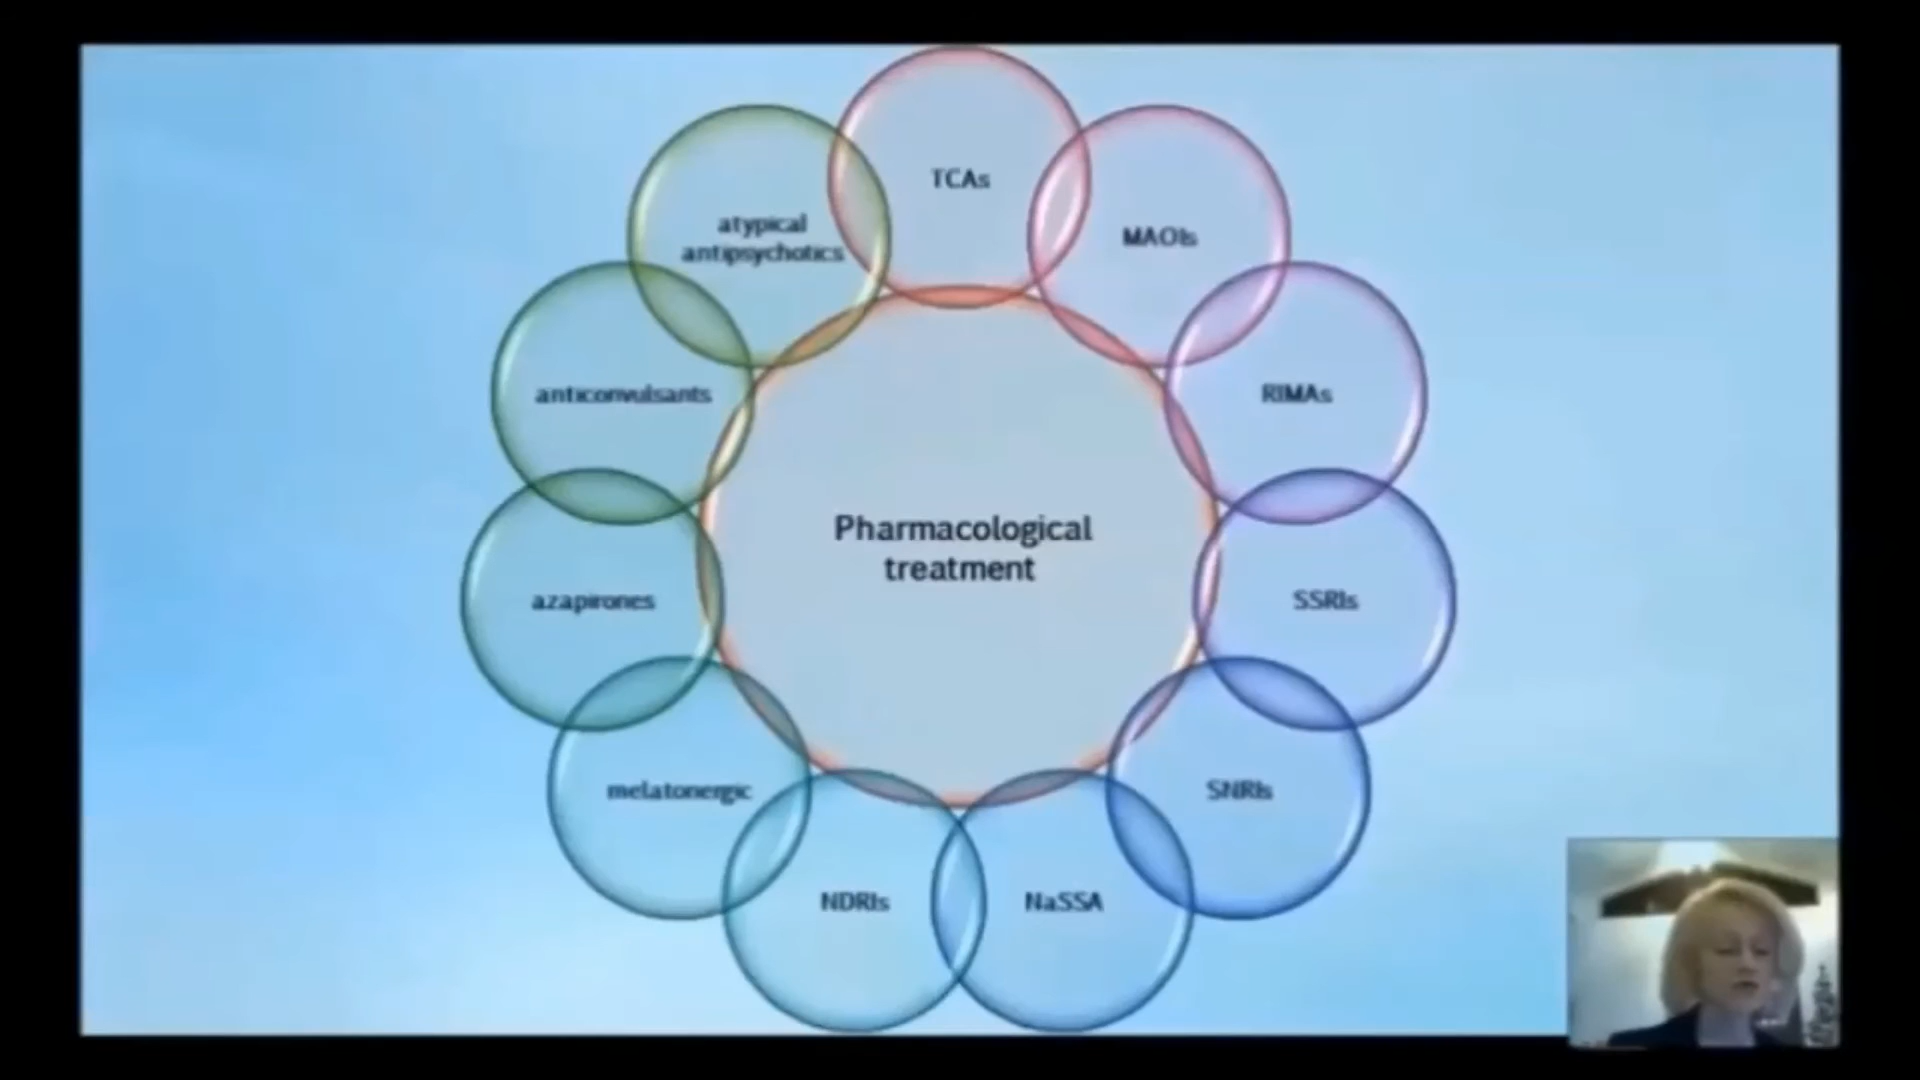 TCAs
MAOIs
RIMAs
SSRIs
SNRIs
NaSSA
NDRIs
melatonergic
azapirones
anticonvulsants
atypical
antipsychotics
Pharmacological
treatment